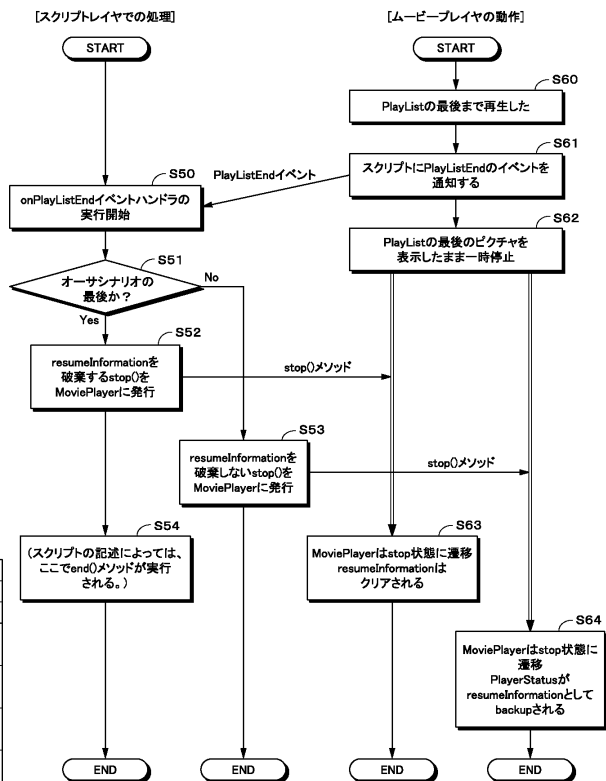 [スクリプトレイヤでの処理]
START
S50
onPlayListEndイベントハンドラの
実行開始
S51
オーサシナリオの
最後か？
No
Yes
S52
resumeInformationを
破棄するstop()を
MoviePlayerに発行
S53
resumeInformationを
破棄しないstop()を
MoviePlayerに発行
S54
(スクリプトの記述によっては、
ここでend()メソッドが実行
される。)
END
END
[ムービープレイヤの動作]
START
S60
PlayListの最後まで再生した
S61
スクリプトにPlayListEndのイベントを
通知する
PlayListEndイベント
S62
PlayListの最後のピクチャを
表示したまま一時停止
stop()メソッド
stop()メソッド
S63
MoviePlayerはstop状態に遷移
resumeInformationは
クリアされる
S64
MoviePlayerはstop状態に
遷移
PlayerStatusが
resumeInformationとして
backupされる
END
END